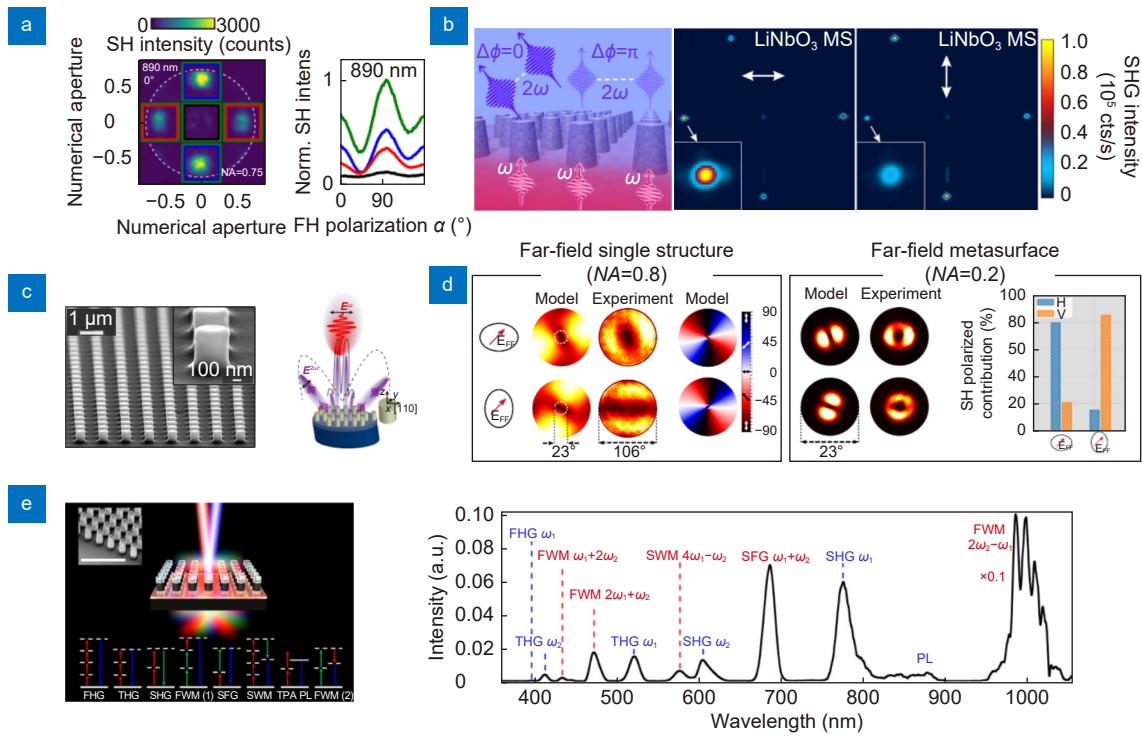 a
0 3000
SH intensity (counts)
890 nm
0°
NA=0.75
Numerical aperture
0.5
0
−0.5
−0.5 0 0.5
Numerical aperture
Norm. SH intens
1
0
890 nm
0 90
FH polarization α (°)
b
Δϕ=0
Δϕ=π
2ω
2ω
ω
ω
ω
LiNbO₃ MS
LiNbO₃ MS
1.0
0.8
0.6
0.4
0.2
0
SHG intensity
(10⁵ cts/s)
c
1 μm
100 nm
E^ω
E^2ω
z
y
x [110]
d
Far-field single structure
(NA=0.8)
Model Experiment Model
E_FF
E_FF
90
45
0
−45
−90
23° 106°
Far-field metasurface
(NA=0.2)
Model Experiment
23°
SH polarized
contribution (%)
100
80
60
40
20
0
H
V
E_FF E_FF
e
FHG THG SHG FWM (1) SFG SWM TPA PL FWM (2)
Intensity (a.u.)
0.10
0.08
0.06
0.04
0.02
0
FHG ω₁
FWM ω₁+2ω₂
FWM 2ω₁+ω₂
THG ω₂
THG ω₁
SWM 4ω₁−ω₂
SHG ω₂
SFG ω₁+ω₂
SHG ω₁
PL
FWM
2ω₂−ω₁
×0.1
400 500 600 700 800 900 1000
Wavelength (nm)